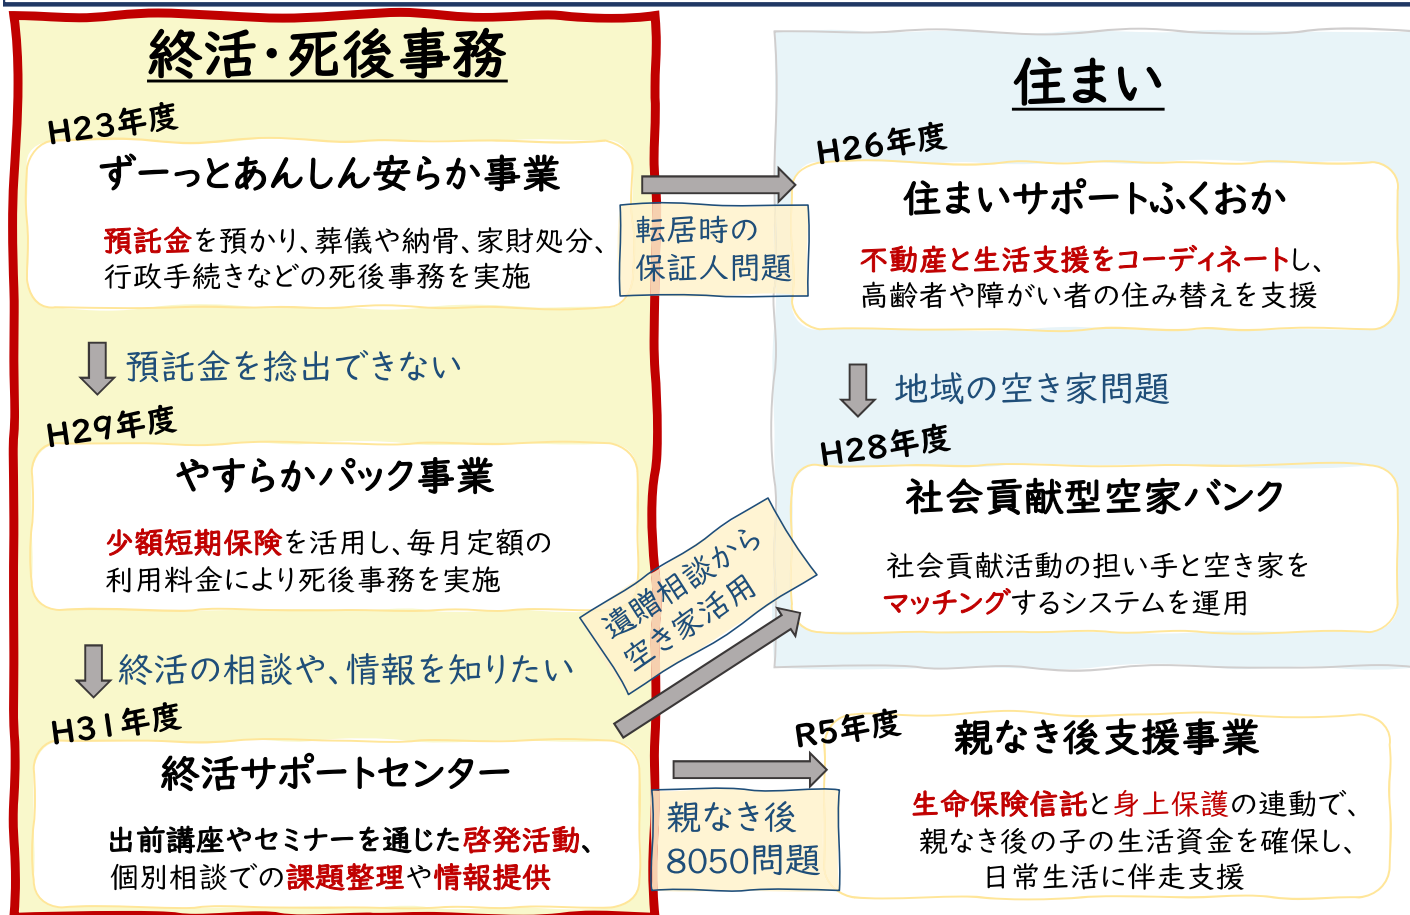 終活・死後事務
H23年度
ずーっとあんしん安らか事業
預託金を預かり、葬儀や納骨、家財処分、
行政手続きなどの死後事務を実施
預託金を捻出できない
H29年度
やすらかパック事業
少額短期保険を活用し、毎月定額の
利用料金により死後事務を実施
終活の相談や、情報を知りたい
H31年度
終活サポートセンター
出前講座やセミナーを通じた啓発活動、
個別相談での課題整理や情報提供
転居時の
保証人問題
遺贈相談から
空き家活用
親なき後
8050問題
住まい
H26年度
住まいサポートふくおか
不動産と生活支援をコーディネートし、
高齢者や障がい者の住み替えを支援
地域の空き家問題
H28年度
社会貢献型空家バンク
社会貢献活動の担い手と空き家を
マッチングするシステムを運用
R5年度
親なき後支援事業
生命保険信託と身上保護の連動で、
親なき後の子の生活資金を確保し、
日常生活に伴走支援